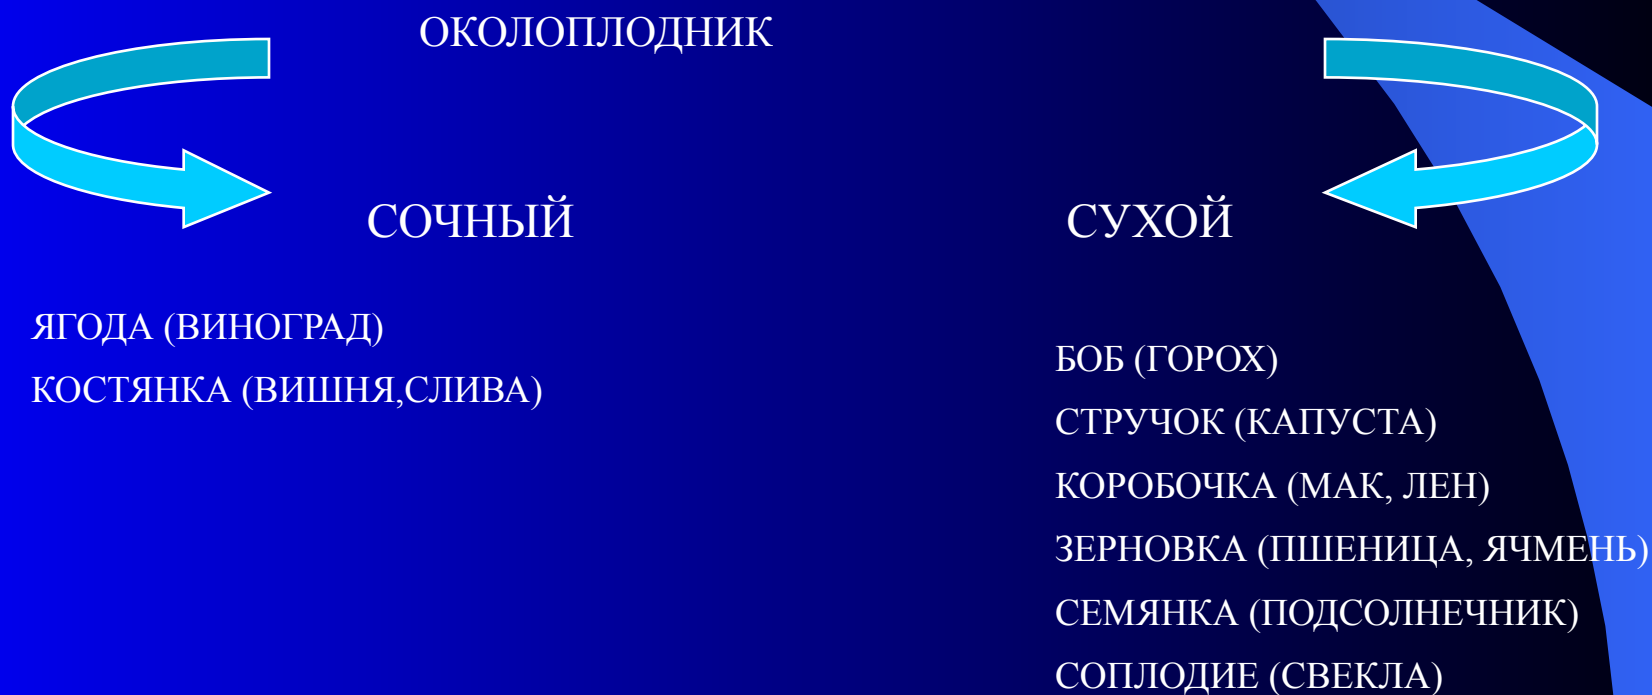 ОКОЛОПЛОДНИК
СОЧНЫЙ
СУХОЙ
ЯГОДА (ВИНОГРАД)
КОСТЯНКА (ВИШНЯ,СЛИВА)
БОБ (ГОРОХ)
СТРУЧОК (КАПУСТА)
КОРОБОЧКА (МАК, ЛЕН)
ЗЕРНОВКА (ПШЕНИЦА, ЯЧМЕНЬ)
СЕМЯНКА (ПОДСОЛНЕЧНИК)
СОПЛОДИЕ (СВЕКЛА)